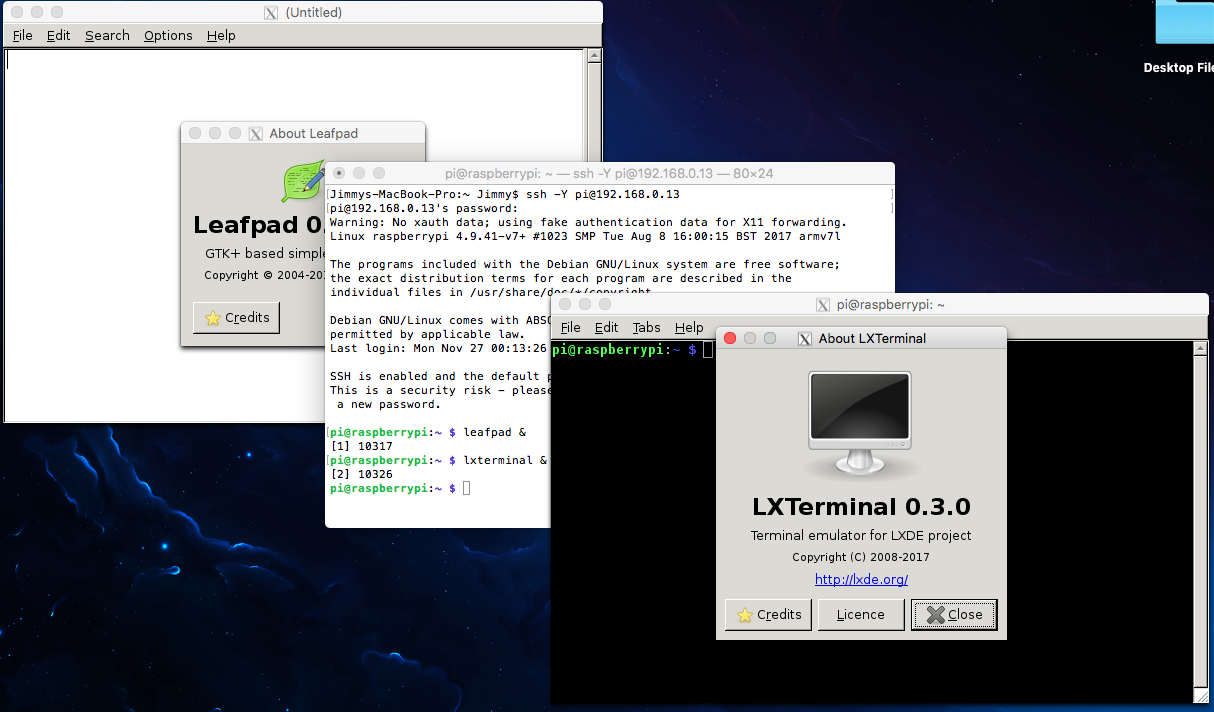 (Untitled)
File Edit Search Options Help
About Leafpad
Leafpad 0.
GTK+ based simple
Copyright © 2004-20
Credits
pi@raspberrypi: ~ — ssh -Y pi@192.168.0.13 — 80×24
[Jimmys-MacBook-Pro:~ Jimmy$ ssh -Y pi@192.168.0.13 ]
[pi@192.168.0.13's password: ]
Warning: No xauth data; using fake authentication data for X11 forwarding.
Linux raspberrypi 4.9.41-v7+ #1023 SMP Tue Aug 8 16:00:15 BST 2017 armv7l
The programs included with the Debian GNU/Linux system are free software;
the exact distribution terms for each program are described in the
individual files in /usr/share/doc/*/copyright
Debian GNU/Linux comes with ABSO
permitted by applicable law.
Last login: Mon Nov 27 00:13:26
SSH is enabled and the default p
This is a security risk - please
a new password.
[pi@raspberrypi:~ $ leafpad &
[1] 10317
[pi@raspberrypi:~ $ lxterminal &
[2] 10326
pi@raspberrypi:~ $
pi@raspberrypi: ~
File Edit Tabs Help
pi@raspberrypi:~ $
About LXTerminal
LXTerminal 0.3.0
Terminal emulator for LXDE project
Copyright (C) 2008-2017
http://lxde.org/
Credits Licence Close
Desktop File